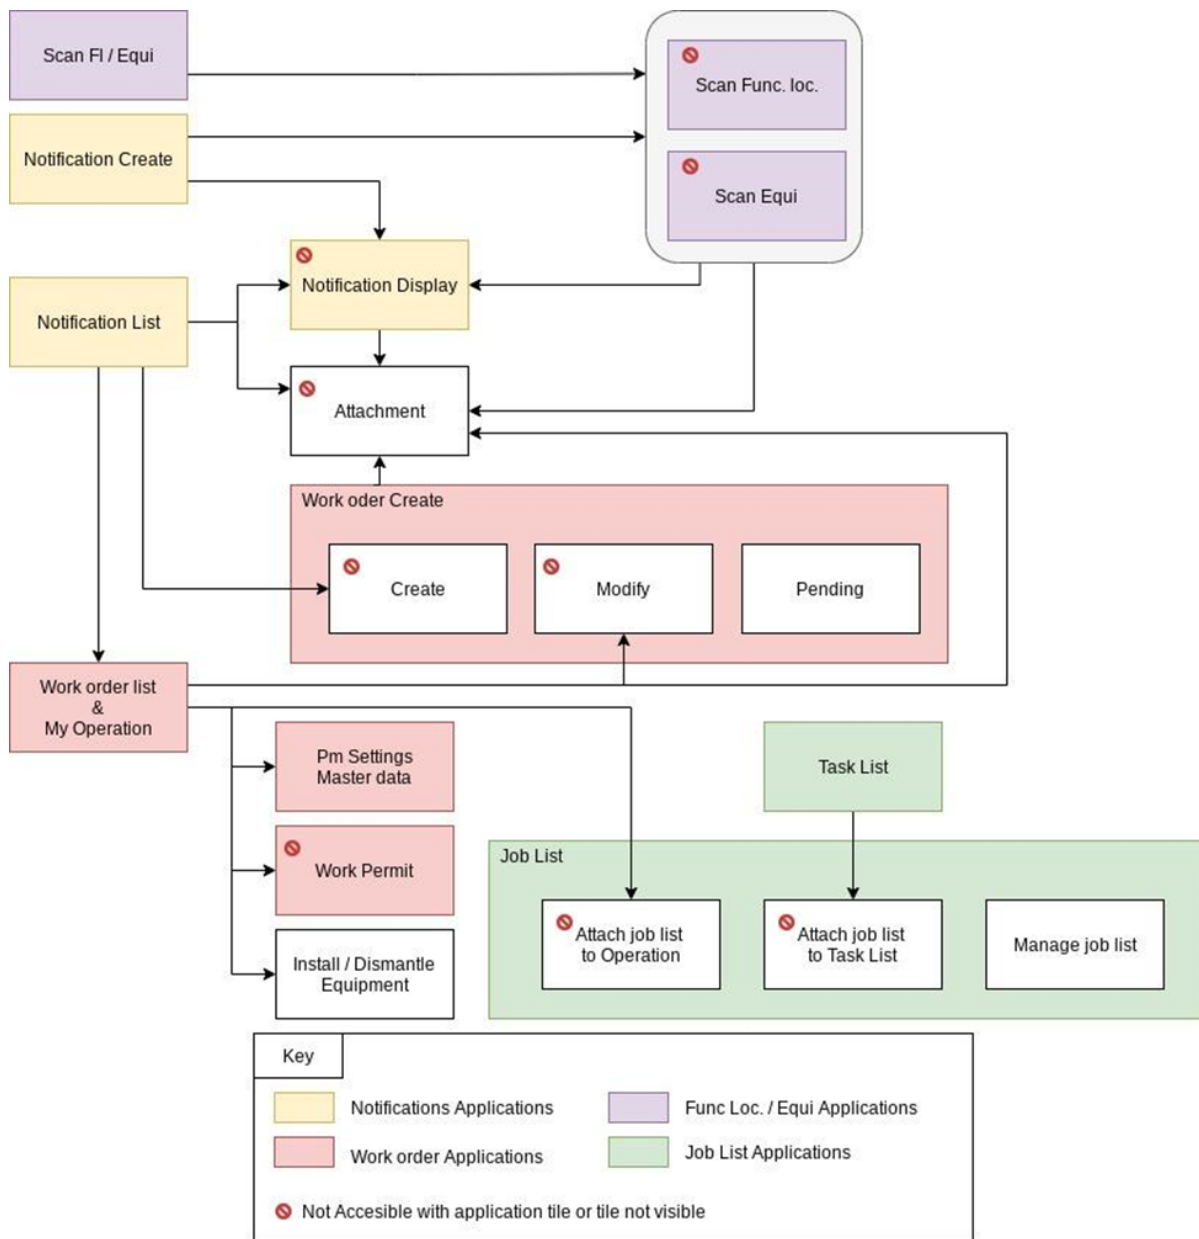 Scan Fl / Equi
Scan Func. loc.
Notification Create
Scan Equi
Notification Display
Notification List
Attachment
Work oder Create
Create
Modify
Pending
Work order list
&
My Operation
Pm Settings
Master data
Task List
Work Permit
Job List
Attach job list
to Operation
Attach job list
to Task List
Manage job list
Install / Dismantle
Equipment
Key
Notifications Applications
Func Loc. / Equi Applications
Work order Applications
Job List Applications
Not Accesible with application tile or tile not visible